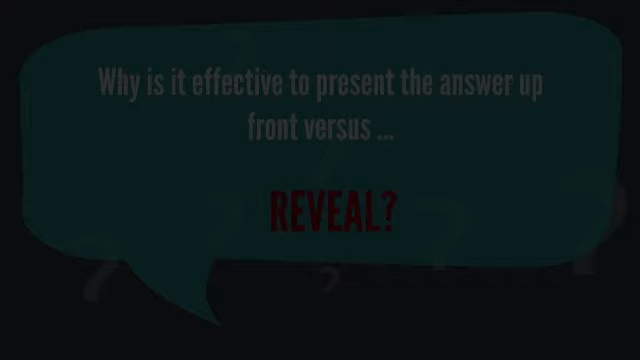 Why is it effective to present the answer up
front versus ...
REVEAL?